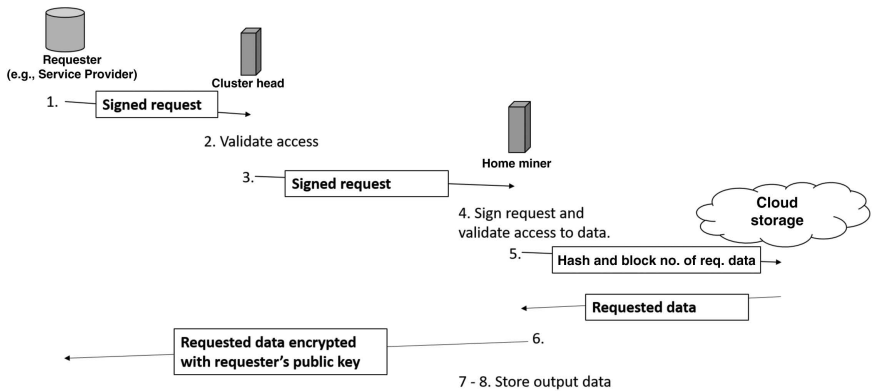 Requester
(e.g., Service Provider)
Cluster head
1.
Signed request
2. Validate access
Home miner
3.
Signed request
Cloud
storage
4. Sign request and
validate access to data.
5.
Hash and block no. of req. data
Requested data
6.
Requested data encrypted
with requester's public key
7 - 8. Store output data